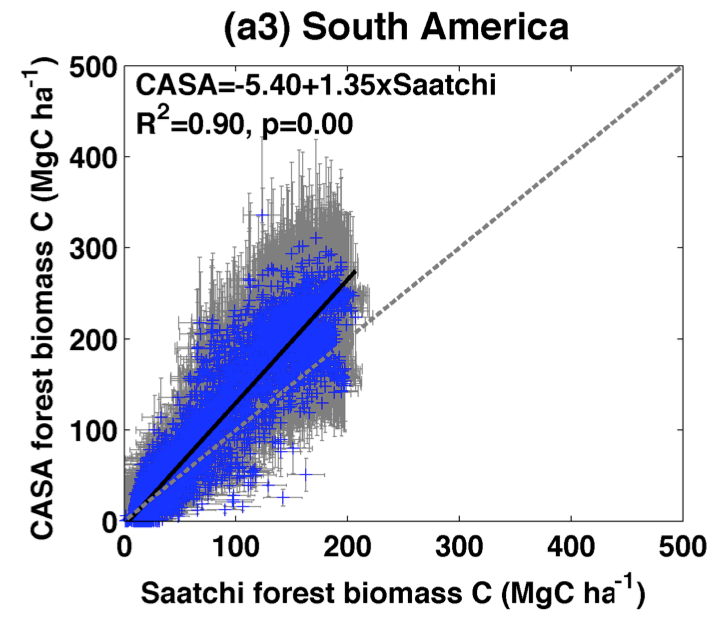 (a3) South America
CASA=-5.40+1.35xSaatchi
R²=0.90, p=0.00
CASA forest biomass C (MgC ha⁻¹)
500
400
300
200
100
0
0 100 200 300 400 500
Saatchi forest biomass C (MgC ha⁻¹)